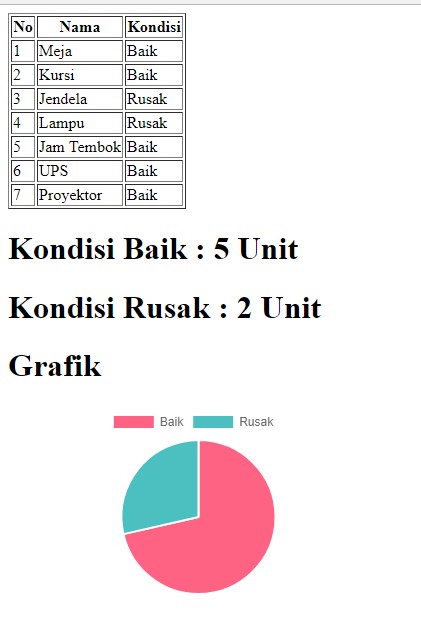 No Nama Kondisi
1 Meja Baik
2 Kursi Baik
3 Jendela Rusak
4 Lampu Rusak
5 Jam Tembok Baik
6 UPS Baik
7 Proyektor Baik
Kondisi Baik : 5 Unit
Kondisi Rusak : 2 Unit
Grafik
Baik Rusak